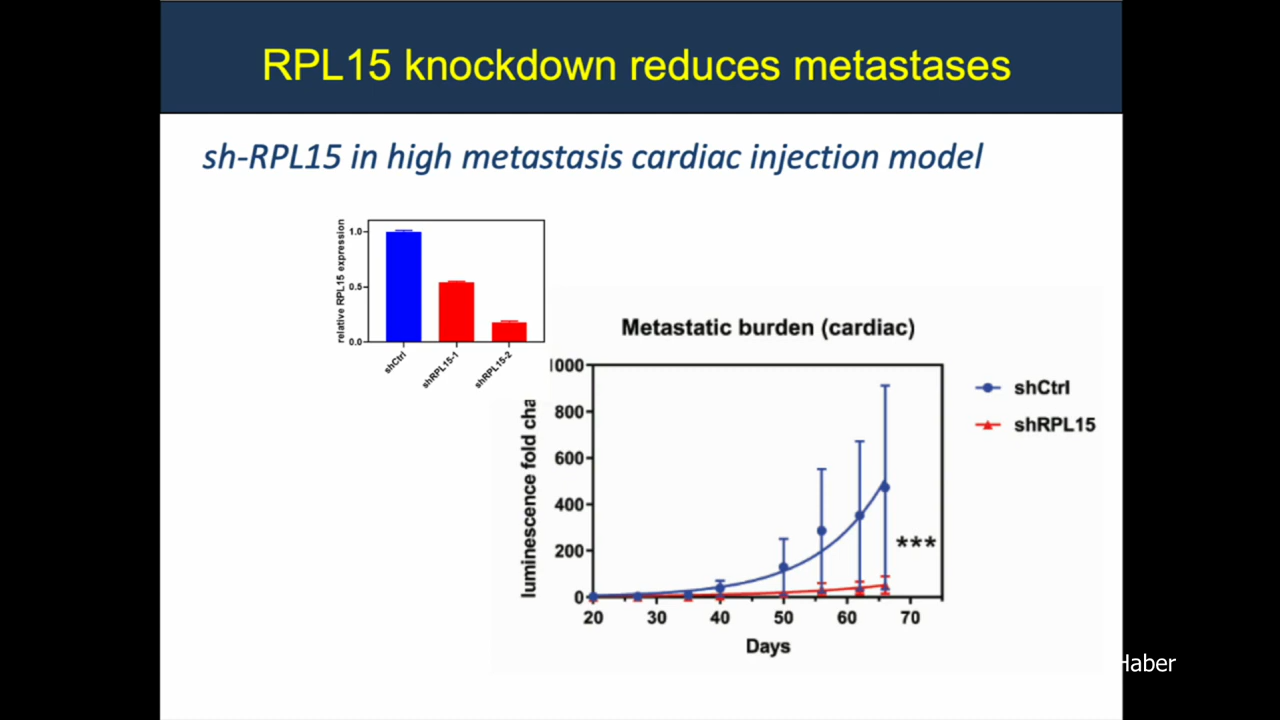 RPL15 knockdown reduces metastases
sh-RPL15 in high metastasis cardiac injection model
relative RPL15 expression
1.0
0.5
0.0
shCtrl
shRPL15-1
shRPL15-2
Metastatic burden (cardiac)
luminescence fold cha
1000
800
600
400
200
0
20 30 40 50 60 70
Days
shCtrl
shRPL15
***
Haber